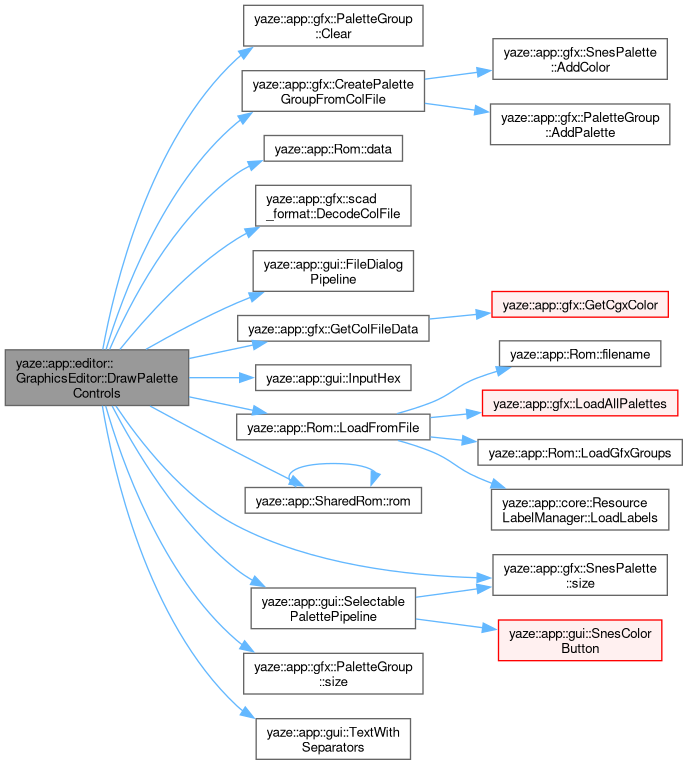 yaze::app::editor::
GraphicsEditor::DrawPalette
Controls
yaze::app::gfx::PaletteGroup
::Clear
yaze::app::gfx::CreatePalette
GroupFromColFile
yaze::app::Rom::data
yaze::app::gfx::scad
_format::DecodeColFile
yaze::app::gui::FileDialog
Pipeline
yaze::app::gfx::GetColFileData
yaze::app::gui::InputHex
yaze::app::Rom::LoadFromFile
yaze::app::SharedRom::rom
yaze::app::gui::Selectable
PalettePipeline
yaze::app::gfx::PaletteGroup
::size
yaze::app::gui::TextWith
Separators
yaze::app::gfx::SnesPalette
::AddColor
yaze::app::gfx::PaletteGroup
::AddPalette
yaze::app::gfx::GetCgxColor
yaze::app::Rom::filename
yaze::app::gfx::LoadAllPalettes
yaze::app::Rom::LoadGfxGroups
yaze::app::core::Resource
LabelManager::LoadLabels
yaze::app::gfx::SnesPalette
::size
yaze::app::gui::SnesColor
Button